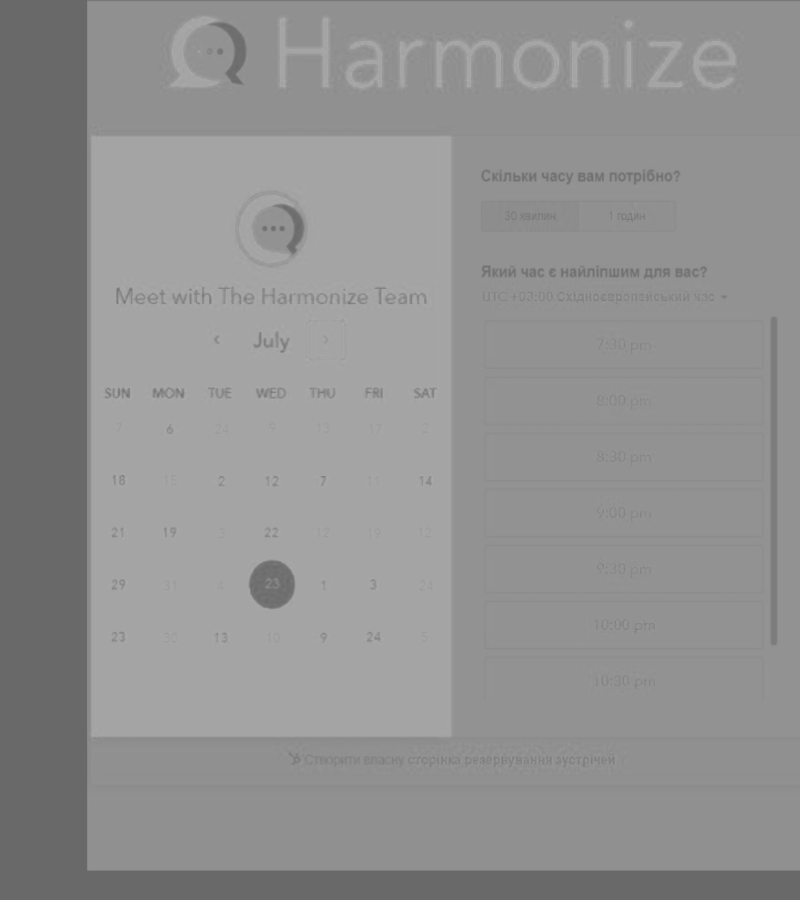 Harmonize
Meet with The Harmonize Team
July
SUN MON TUE WED THU FRI SAT
7 6 21 9 13 17 2
18 15 2 12 7 11 14
21 19 3 22 12 19 12
29 31 4 23 1 3 24
23 30 13 10 9 24 5
Скільки часу вам потрібно?
30 хвилин 1 годин
Який час є найліпшим для вас?
UTC +03:00 Східноєвропейський час
7:30 pm
8:00 pm
8:30 pm
9:00 pm
9:30 pm
10:00 pm
10:30 pm
Створити власну сторінка резервування зустрічей